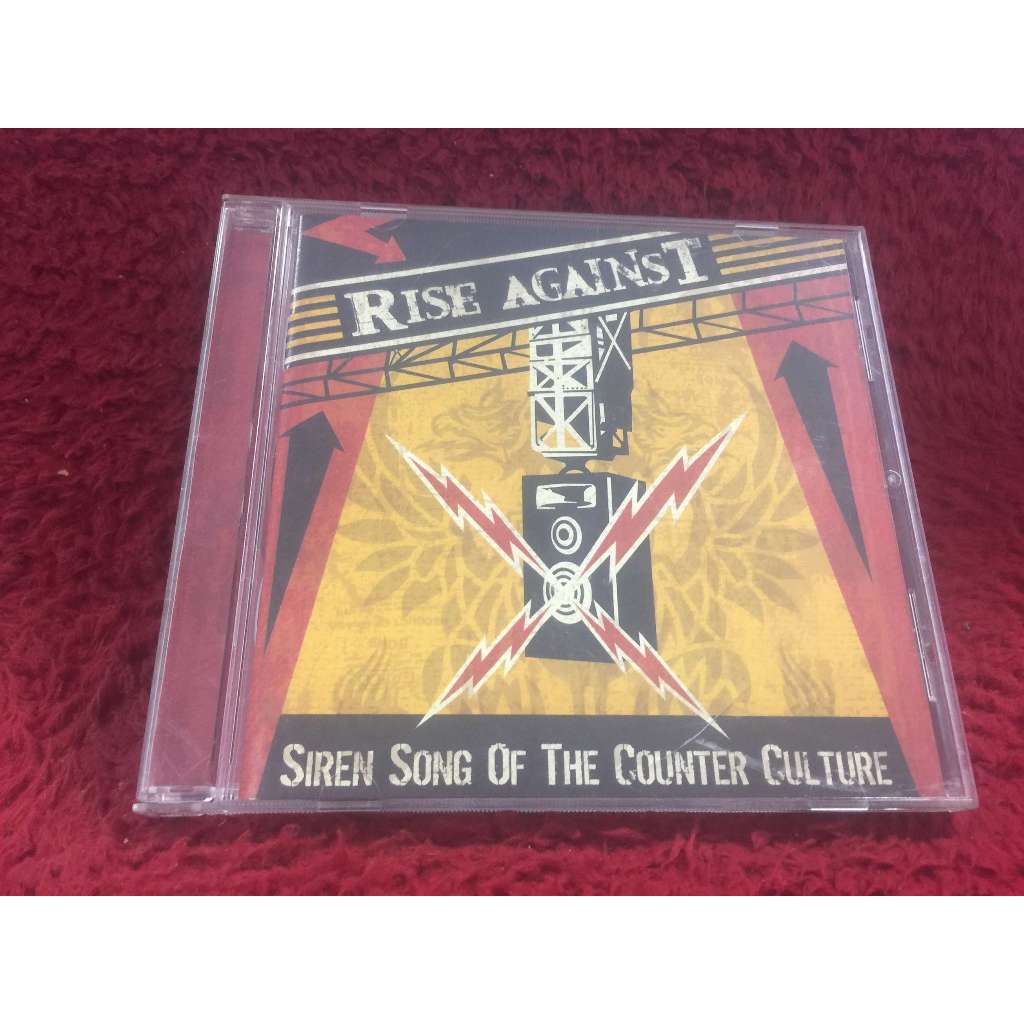 RISE AGAINST
SIREN SONG OF THE COUNTER CULTURE